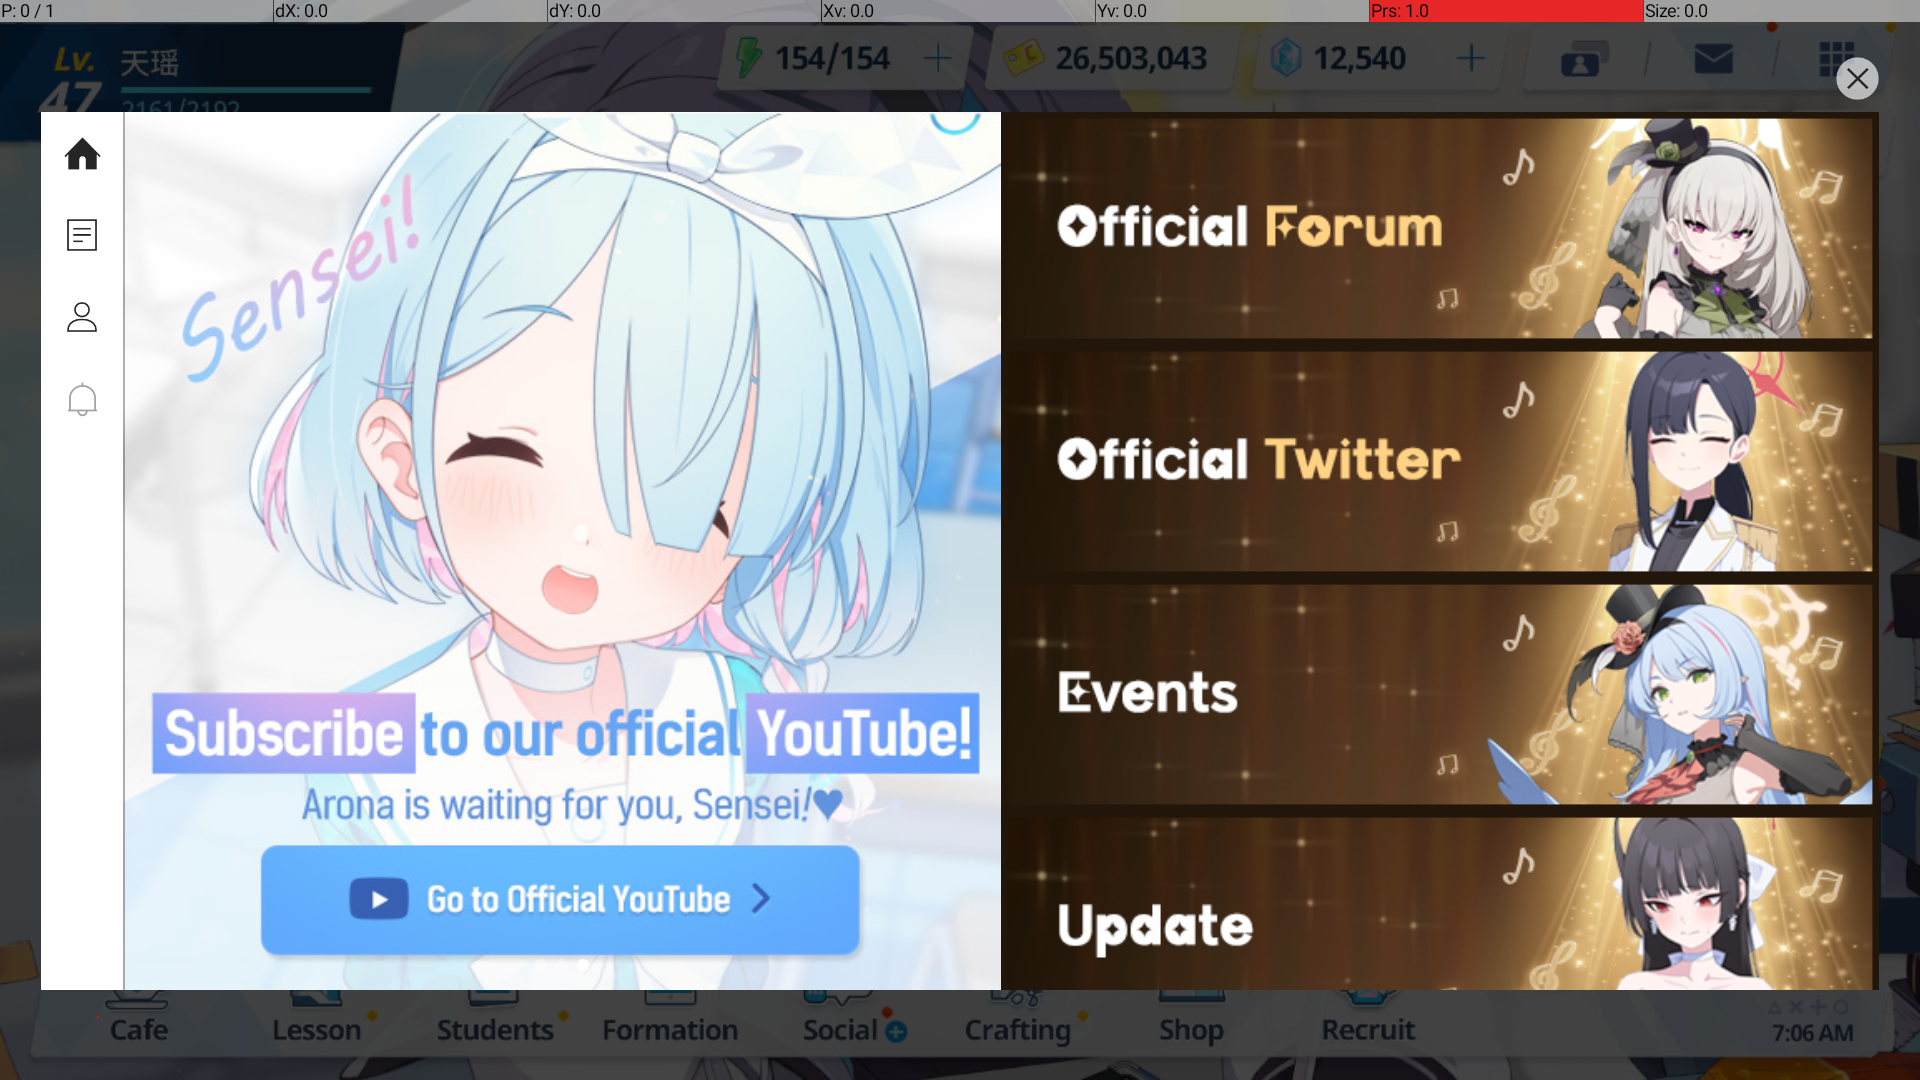 P: 0 / 1
dX: 0.0
dY: 0.0
Xv: 0.0
Yv: 0.0
Prs: 1.0
Size: 0.0
Lv.
47
天瑶
2161/2192
154/154
26,503,043
12,540
Sensei!
Subscribe to our official YouTube!
Arona is waiting for you, Sensei!♥
Go to Official YouTube
Official Forum
Official Twitter
Events
Update
Cafe
Lesson
Students
Formation
Social
Crafting
Shop
Recruit
7:06 AM